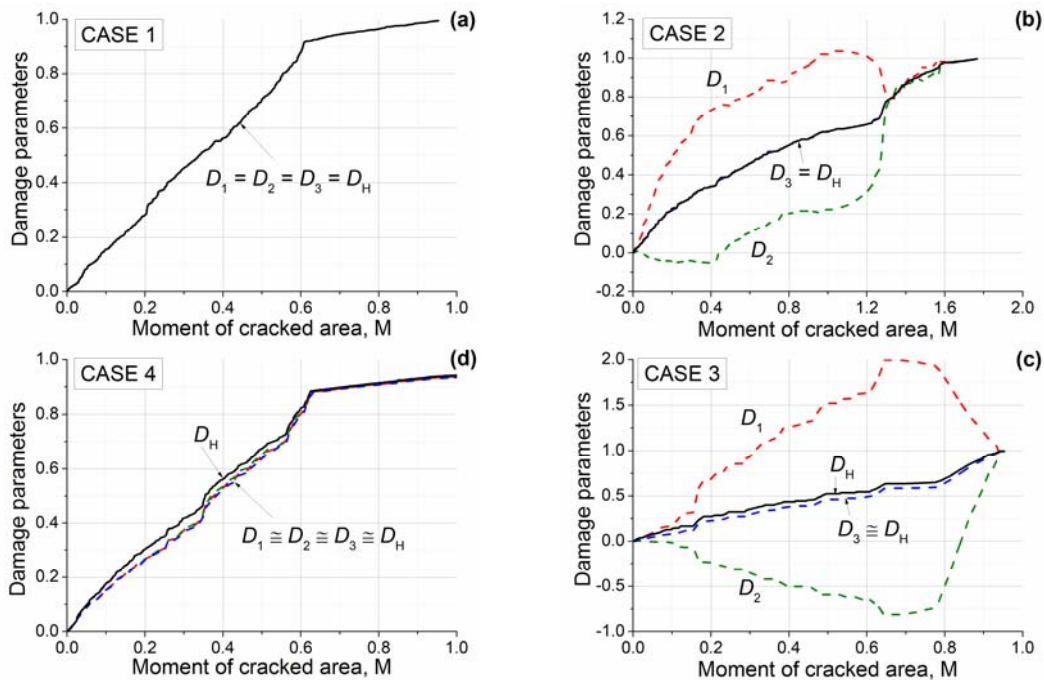 (a)
CASE 1
1.0
0.8
0.6
0.4
0.2
0.0
Damage parameters
D1 = D2 = D3 = DH
0.0 0.2 0.4 0.6 0.8 1.0
Moment of cracked area, M
(b)
CASE 2
1.2
1.0
0.8
0.6
0.4
0.2
0.0
-0.2
Damage parameters
D1
D3 = DH
D2
0.0 0.4 0.8 1.2 1.6 2.0
Moment of cracked area, M
(d)
CASE 4
1.0
0.8
0.6
0.4
0.2
0.0
Damage parameters
DH
D1 ≅ D2 ≅ D3 ≅ DH
0.0 0.2 0.4 0.6 0.8 1.0
Moment of cracked area, M
(c)
CASE 3
2.0
1.5
1.0
0.5
0.0
-0.5
-1.0
Damage parameters
D1
DH
D3 ≅ DH
D2
0.0 0.2 0.4 0.6 0.8 1.0
Moment of cracked area, M